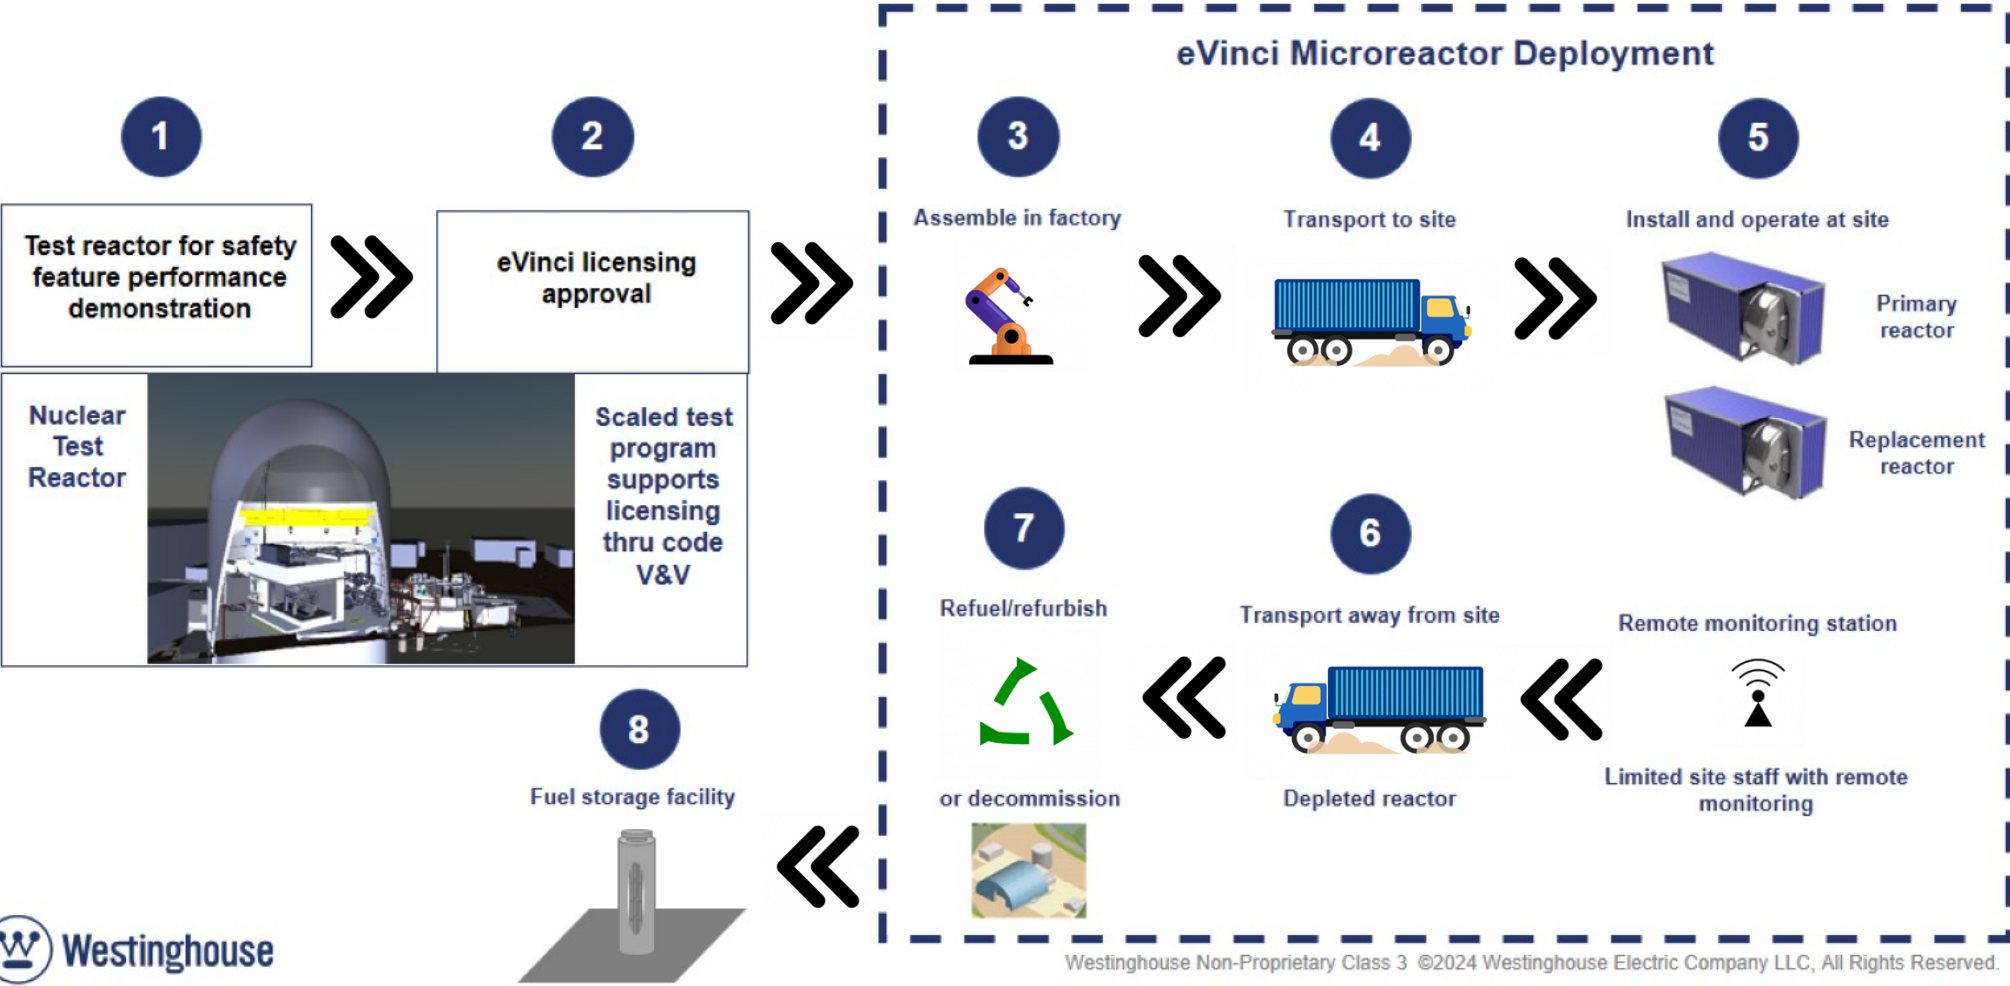 eVinci Microreactor Deployment
1
2
3
4
5
Test reactor for safety
feature performance
demonstration
eVinci licensing
approval
Assemble in factory
Transport to site
Install and operate at site
Primary
reactor
Replacement
reactor
Nuclear
Test
Reactor
Scaled test
program
supports
licensing
thru code
V&V
7
6
Refuel/refurbish
Transport away from site
Remote monitoring station
or decommission
Depleted reactor
Limited site staff with remote
monitoring
8
Fuel storage facility
Westinghouse
Westinghouse Non-Proprietary Class 3 ©2024 Westinghouse Electric Company LLC, All Rights Reserved.